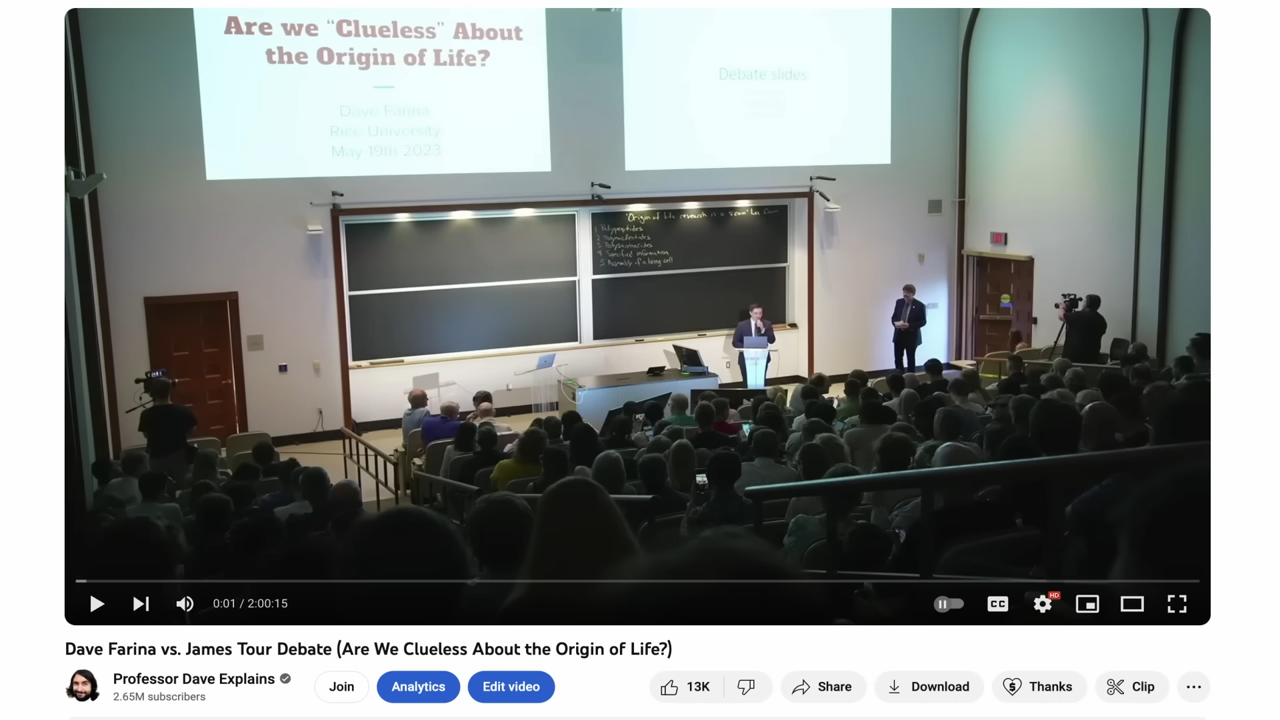 Are we "Clueless" About
the Origin of Life?
Dave Farina
Rice University
May 19th 2023
Debate slides
"Origin of life research is a scam"
1 Polypeptides
2 Polynucleotides
3 Polysaccharides
4 Specified information
5 Assembly of a living cell
0:01 / 2:00:15
CC
HD
Dave Farina vs. James Tour Debate (Are We Clueless About the Origin of Life?)
Professor Dave Explains
2.65M subscribers
Join
Analytics
Edit video
13K
Share
Download
Thanks
Clip